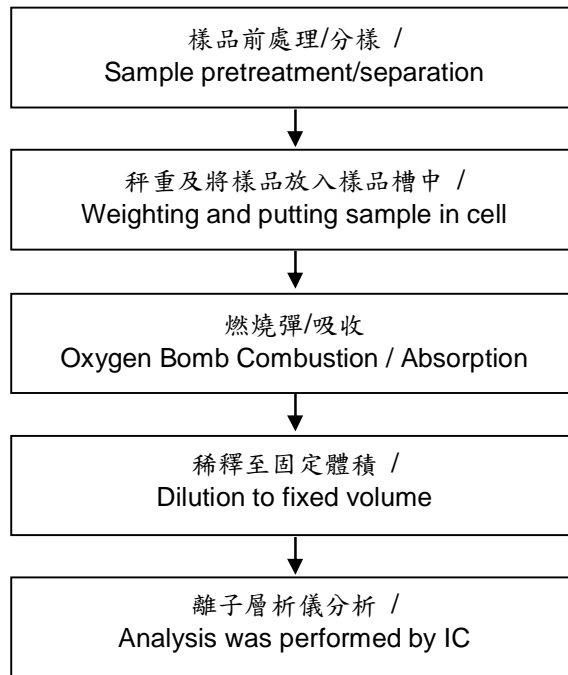 樣品前處理/分樣 /
Sample pretreatment/separation
秤重及將樣品放入樣品槽中 /
Weighting and putting sample in cell
燃燒彈/吸收
Oxygen Bomb Combustion / Absorption
稀釋至固定體積 /
Dilution to fixed volume
離子層析儀分析 /
Analysis was performed by IC